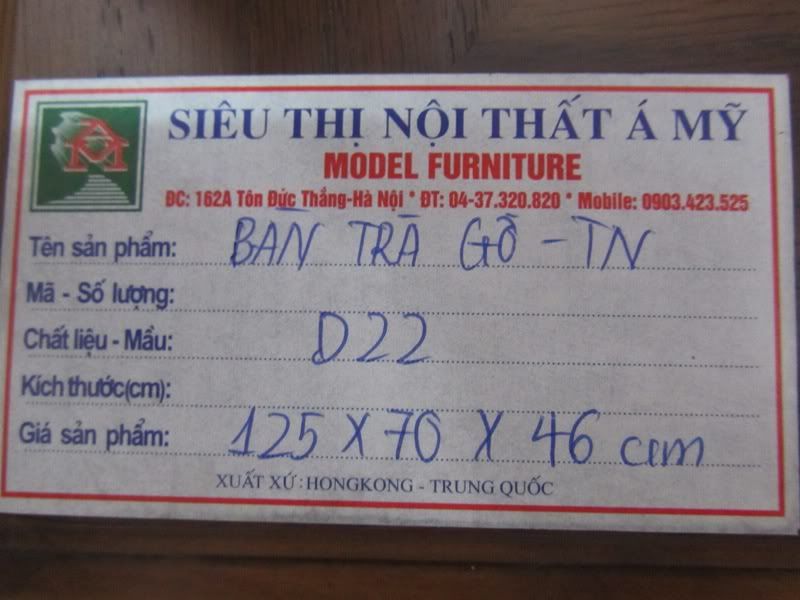 SIÊU THỊ NỘI THẤT Á MỸ
MODEL FURNITURE
ĐC: 162A Tôn Đức Thắng-Hà Nội * ĐT: 04-37.320.820 * Mobile: 0903.423.525
Tên sản phẩm: BÀN TRÀ GỖ - TN
Mã - Số lượng:
Chất liệu - Mầu: D22
Kích thước(cm):
Giá sản phẩm: 125 X 70 X 46 cm
XUẤT XỨ: HONGKONG - TRUNG QUỐC